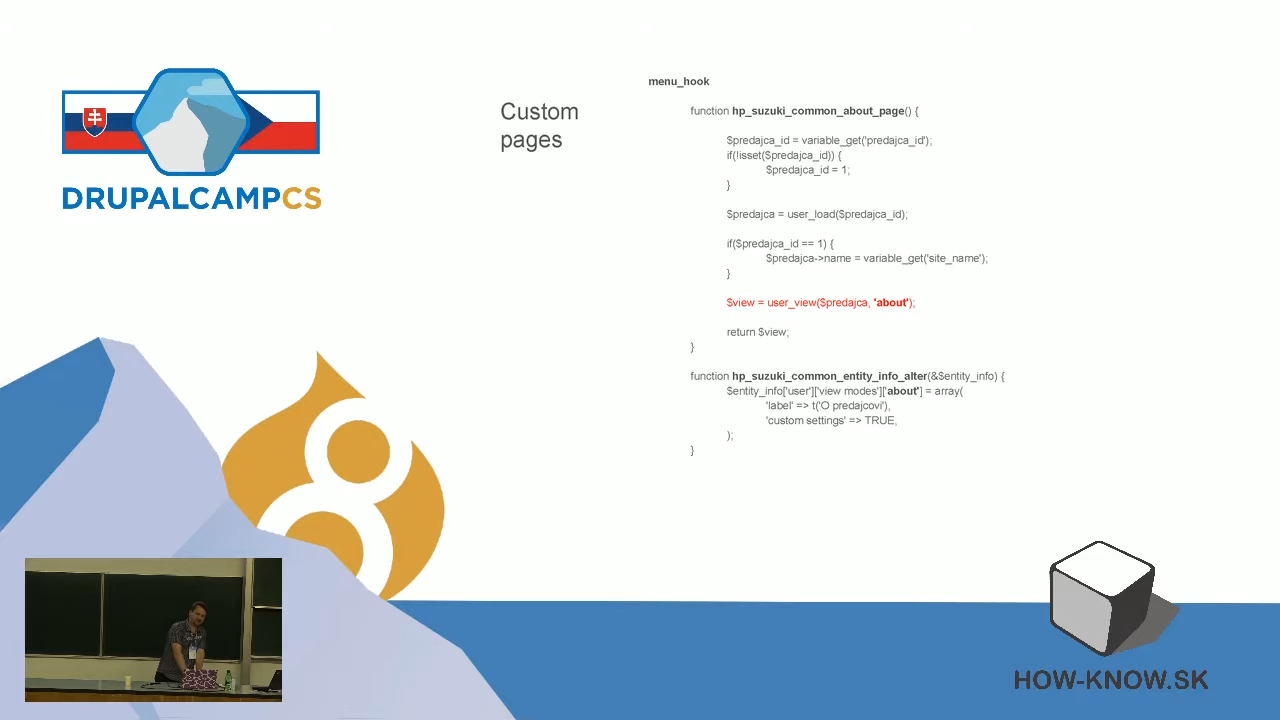 DRUPALCAMPCS
Custom
pages
menu_hook
function hp_suzuki_common_about_page() {
$predajca_id = variable_get('predajca_id');
if(!isset($predajca_id)) {
$predajca_id = 1;
}
$predajca = user_load($predajca_id);
if($predajca_id == 1) {
$predajca->name = variable_get('site_name');
}
$view = user_view($predajca, 'about');
return $view;
}
function hp_suzuki_common_entity_info_alter(&$entity_info) {
$entity_info['user']['view modes']['about'] = array(
'label' => t('O predajcovi'),
'custom settings' => TRUE,
);
}
HOW-KNOW.SK